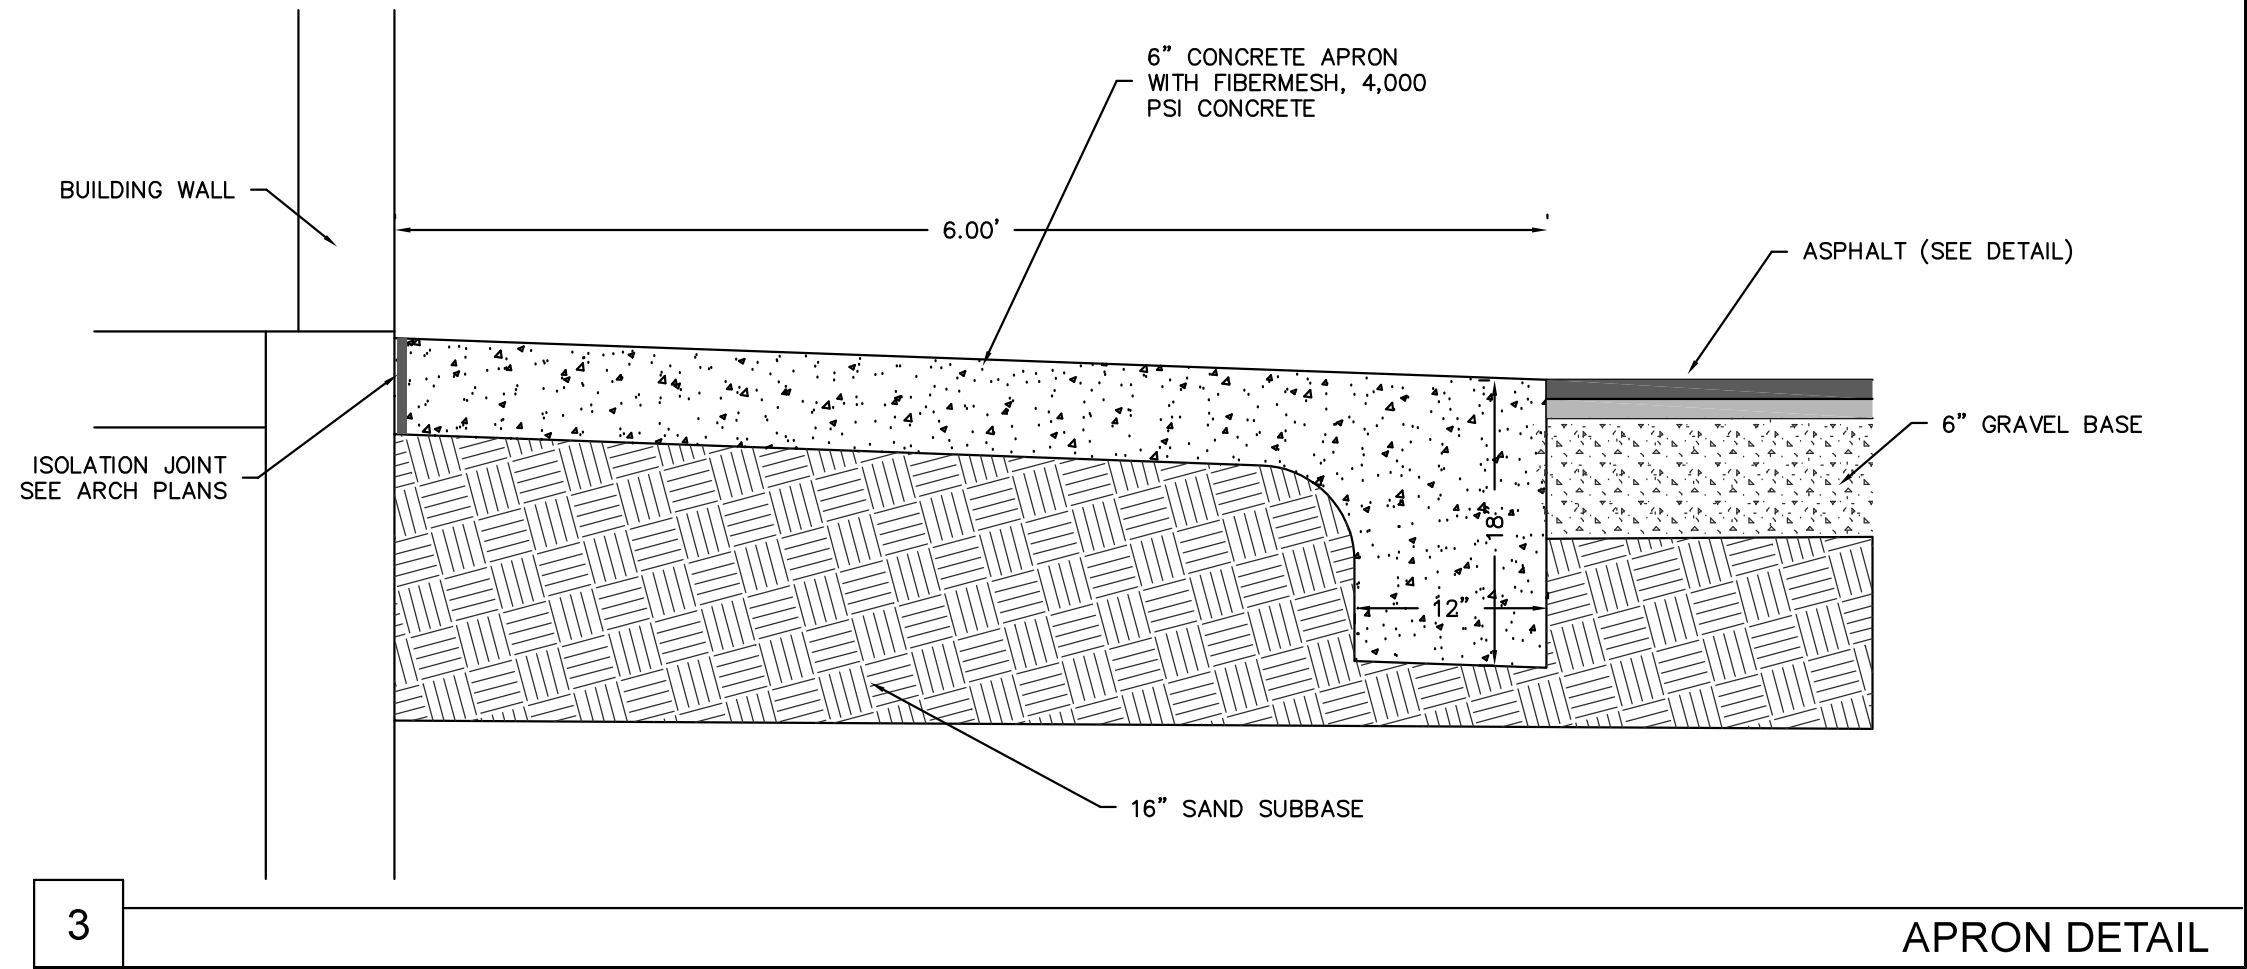 6” CONCRETE APRON
WITH FIBERMESH, 4,000
PSI CONCRETE
BUILDING WALL
6.00’
ASPHALT (SEE DETAIL)
6” GRAVEL BASE
ISOLATION JOINT
SEE ARCH PLANS
18
12”
16” SAND SUBBASE
3
APRON DETAIL